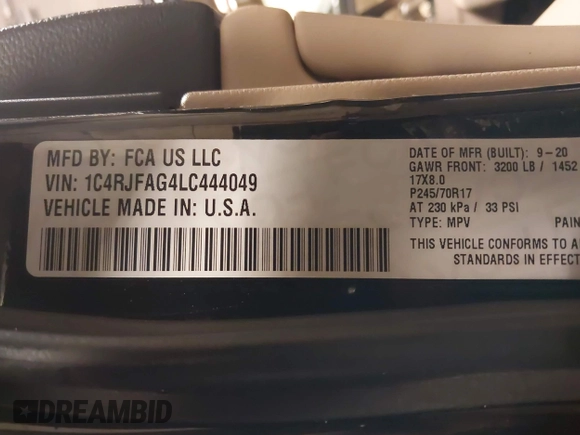 MFD BY: FCA US LLC
VIN: 1C4RJFAG4LC444049
VEHICLE MADE IN: U.S.A.
DATE OF MFR (BUILT): 9-20
GAWR FRONT: 3200 LB / 1452
17X8.0
P245/70R17
AT 230 kPa / 33 PSI
TYPE: MPV PAIN
THIS VEHICLE CONFORMS TO A
STANDARDS IN EFFECT
DREAMBID